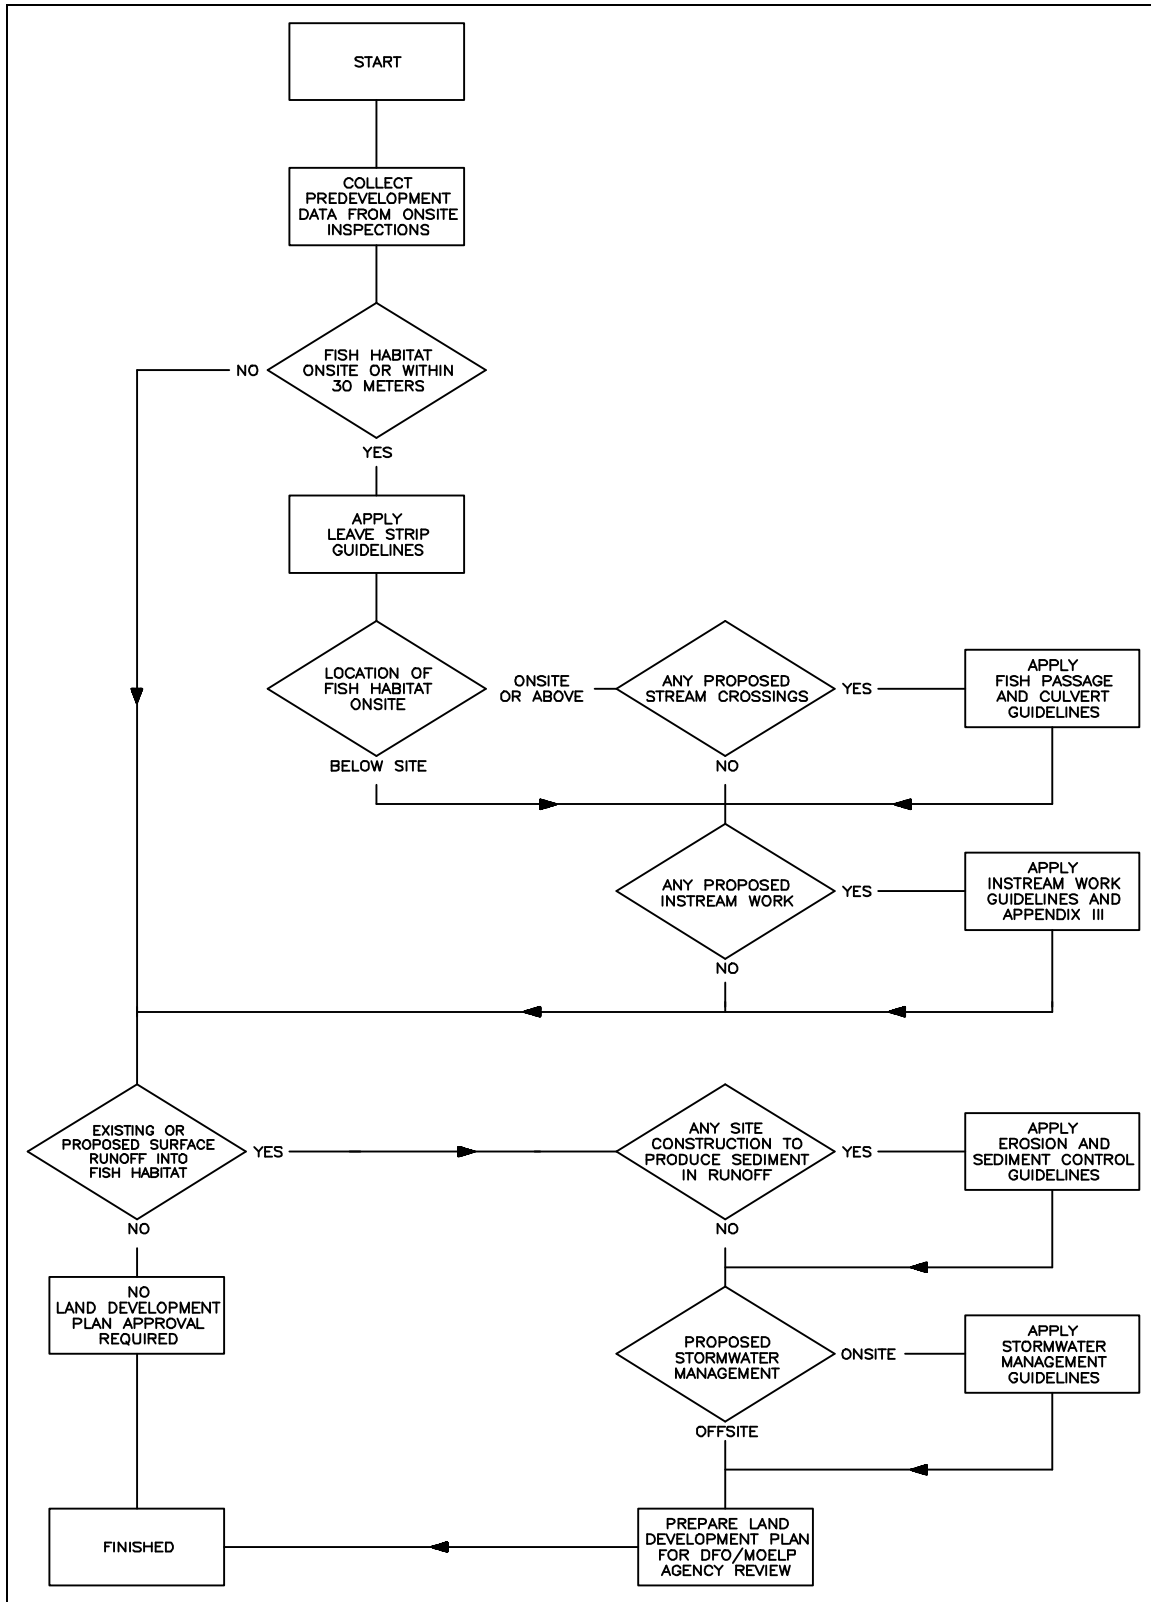 START
COLLECT
PREDEVELOPMENT
DATA FROM ONSITE
INSPECTIONS
FISH HABITAT
ONSITE OR WITHIN
30 METERS
NO
YES
APPLY
LEAVE STRIP
GUIDELINES
LOCATION OF
FISH HABITAT
ONSITE
ONSITE
OR ABOVE
BELOW SITE
ANY PROPOSED
STREAM CROSSINGS
YES
NO
APPLY
FISH PASSAGE
AND CULVERT
GUIDELINES
ANY PROPOSED
INSTREAM WORK
YES
NO
APPLY
INSTREAM WORK
GUIDELINES AND
APPENDIX III
EXISTING OR
PROPOSED SURFACE
RUNOFF INTO
FISH HABITAT
YES
NO
ANY SITE
CONSTRUCTION TO
PRODUCE SEDIMENT
IN RUNOFF
YES
NO
APPLY
EROSION AND
SEDIMENT CONTROL
GUIDELINES
NO
LAND DEVELOPMENT
PLAN APPROVAL
REQUIRED
PROPOSED
STORMWATER
MANAGEMENT
ONSITE
OFFSITE
APPLY
STORMWATER
MANAGEMENT
GUIDELINES
PREPARE LAND
DEVELOPMENT PLAN
FOR DFO/MOELP
AGENCY REVIEW
FINISHED